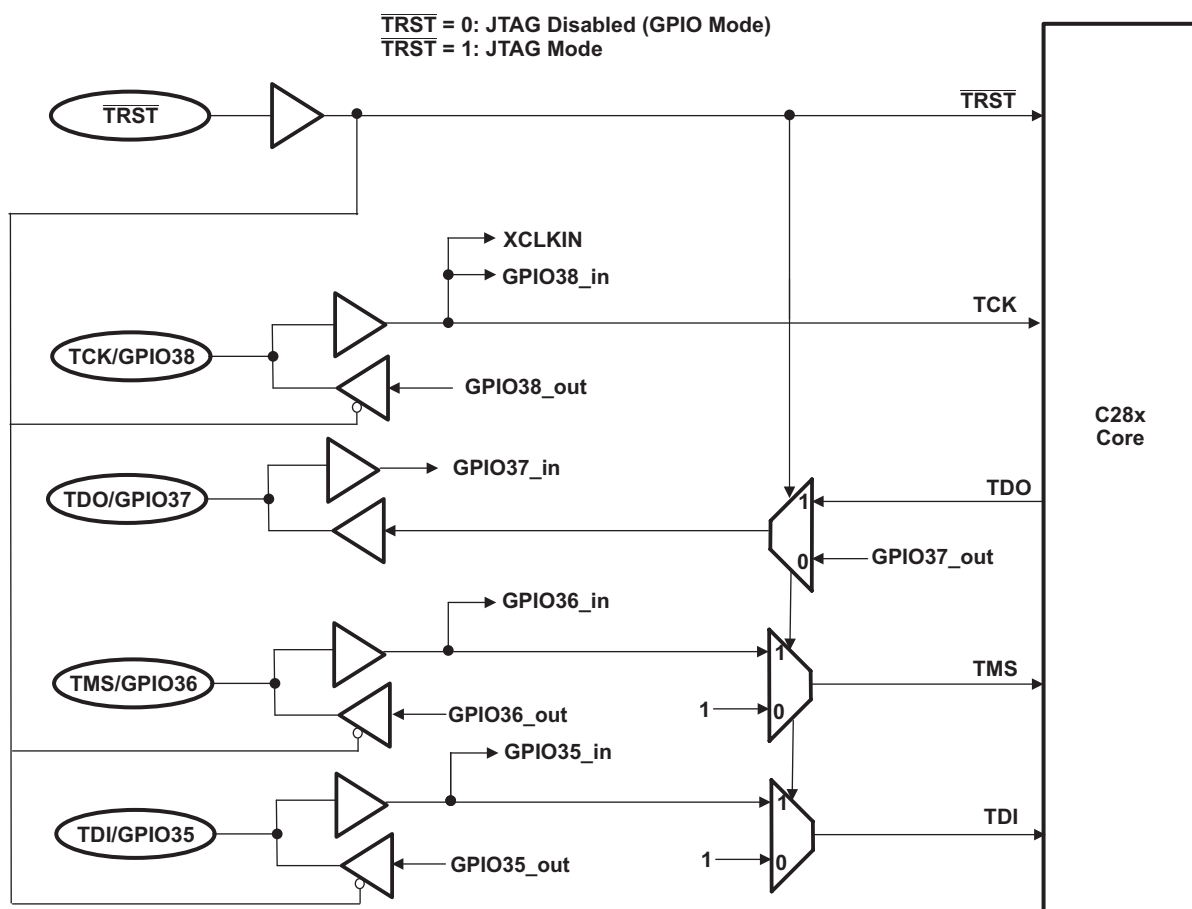 TRST = 0: JTAG Disabled (GPIO Mode)
TRST = 1: JTAG Mode
TRST
TRST
XCLKIN
GPIO38_in
TCK
TCK/GPIO38
GPIO38_out
C28x
Core
GPIO37_in
TDO/GPIO37
1
TDO
0
GPIO37_out
GPIO36_in
1
TMS/GPIO36
TMS
GPIO36_out
1
0
GPIO35_in
1
TDI/GPIO35
TDI
GPIO35_out
1
0